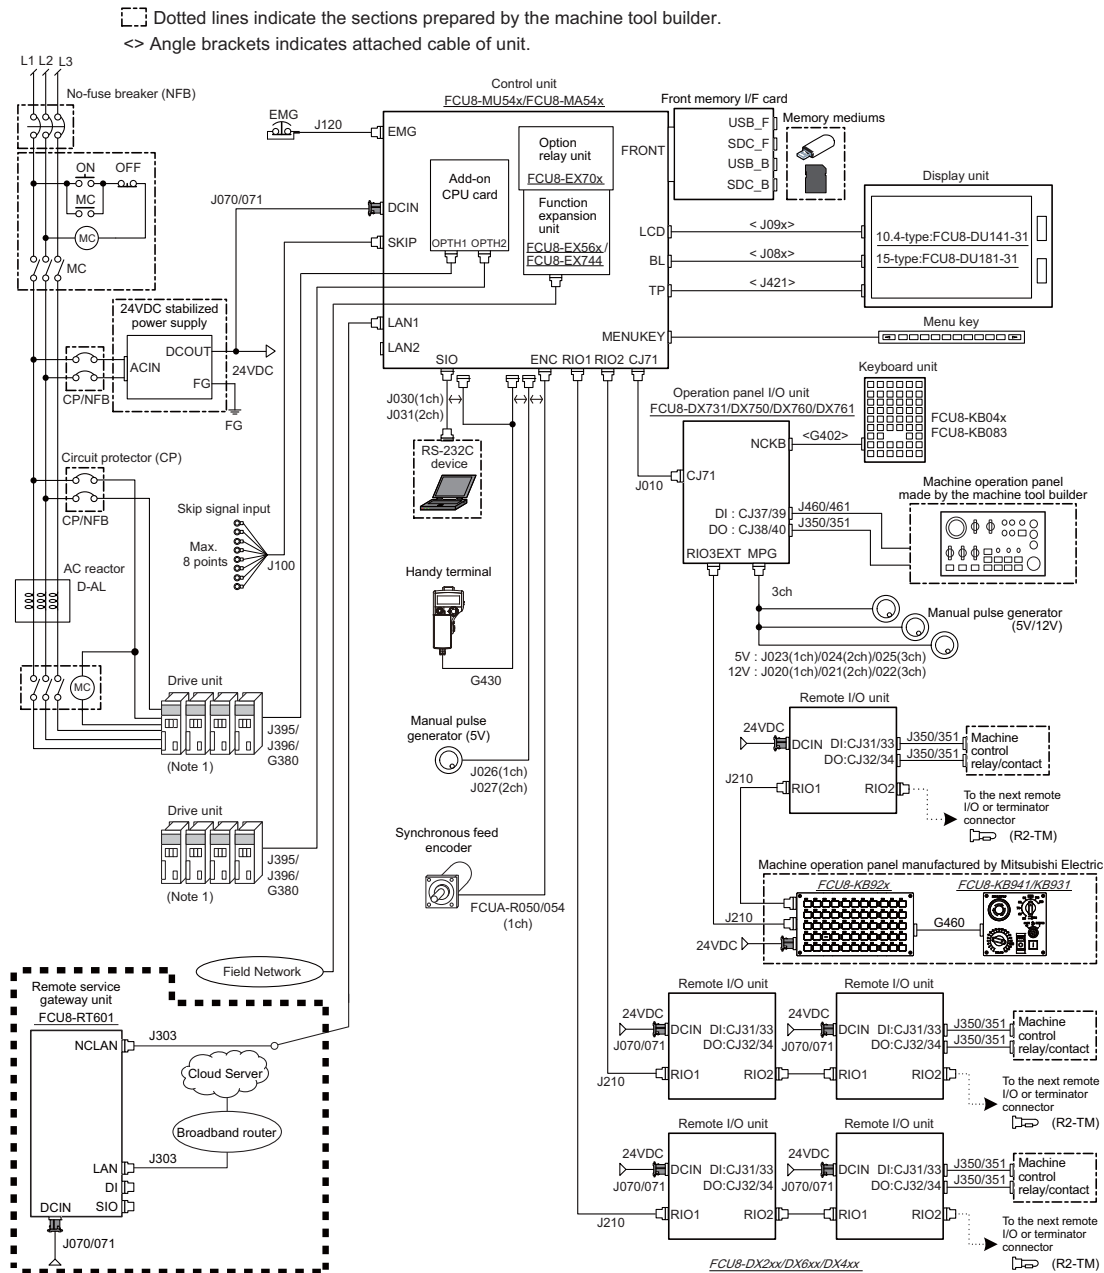 Dotted lines indicate the sections prepared by the machine tool builder.
<> Angle brackets indicates attached cable of unit.
L1 L2 L3
No-fuse breaker (NFB)
ON OFF
MC
MC
MC
24VDC stabilized
power supply
DCOUT
ACIN
FG
24VDC
FG
CP/NFB
Circuit protector (CP)
CP/NFB
AC reactor
D-AL
MC
Drive unit
(Note 1)
J395/
J396/
G380
Drive unit
(Note 1)
J395/
J396/
G380
EMG
J120
J070/071
Skip signal input
Max.
8 points
J100
Control unit
FCU8-MU54x/FCU8-MA54x
EMG
DCIN
SKIP
LAN1
LAN2
Add-on
CPU card
OPTH1 OPTH2
Option
relay unit
FCU8-EX70x
Function
expansion
unit
FCU8-EX56x/
FCU8-EX744
FRONT
LCD
BL
TP
MENUKEY
SIO
ENC RIO1 RIO2 CJ71
J030(1ch)
J031(2ch)
RS-232C
device
Handy terminal
G430
Manual pulse
generator (5V)
J026(1ch)
J027(2ch)
Synchronous feed
encoder
FCUA-R050/054
(1ch)
Front memory I/F card
USB_F
SDC_F
USB_B
SDC_B
Memory mediums
Display unit
10.4-type:FCU8-DU141-31
15-type:FCU8-DU181-31
< J09x>
< J08x>
< J421>
Menu key
Keyboard unit
FCU8-KB04x
FCU8-KB083
Operation panel I/O unit
FCU8-DX731/DX750/DX760/DX761
NCKB
<G402>
CJ71
J010
DI : CJ37/39
DO : CJ38/40
J460/461
J350/351
RIO3EXT MPG
Machine operation panel
made by the machine tool builder
3ch
Manual pulse generator
(5V/12V)
5V : J023(1ch)/024(2ch)/025(3ch)
12V : J020(1ch)/021(2ch)/022(3ch)
Remote I/O unit
24VDC
DCIN DI:CJ31/33
DO:CJ32/34
J350/351
J350/351
Machine
control
relay/contact
J210
RIO1 RIO2
To the next remote
I/O or terminator
connector
(R2-TM)
Machine operation panel manufactured by Mitsubishi Electric
FCU8-KB92x
FCU8-KB941/KB931
J210
G460
24VDC
Field Network
Remote service
gateway unit
FCU8-RT601
NCLAN
J303
Cloud Server
Broadband router
LAN
J303
DI
SIO
DCIN
J070/071
Remote I/O unit
Remote I/O unit
24VDC
J070/071
DCIN DI:CJ31/33
DO:CJ32/34
24VDC
J070/071
DCIN DI:CJ31/33
DO:CJ32/34
J350/351
J350/351
Machine
control
relay/contact
J210
RIO1 RIO2
RIO1 RIO2
To the next remote
I/O or terminator
connector
(R2-TM)
Remote I/O unit
Remote I/O unit
24VDC
J070/071
DCIN DI:CJ31/33
DO:CJ32/34
24VDC
J070/071
DCIN DI:CJ31/33
DO:CJ32/34
J350/351
J350/351
Machine
control
relay/contact
J210
RIO1 RIO2
RIO1 RIO2
To the next remote
I/O or terminator
connector
(R2-TM)
FCU8-DX2xx/DX6xx/DX4xx